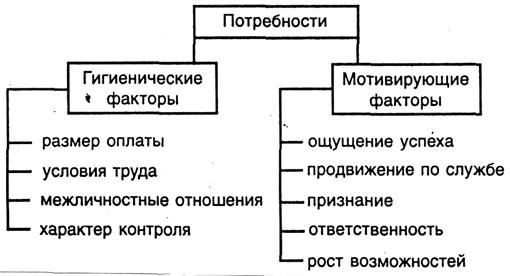 Потребности
Гигиенические
факторы
размер оплаты
условия труда
межличностные отношения
характер контроля
Мотивирующие
факторы
ощущение успеха
продвижение по службе
признание
ответственность
рост возможностей